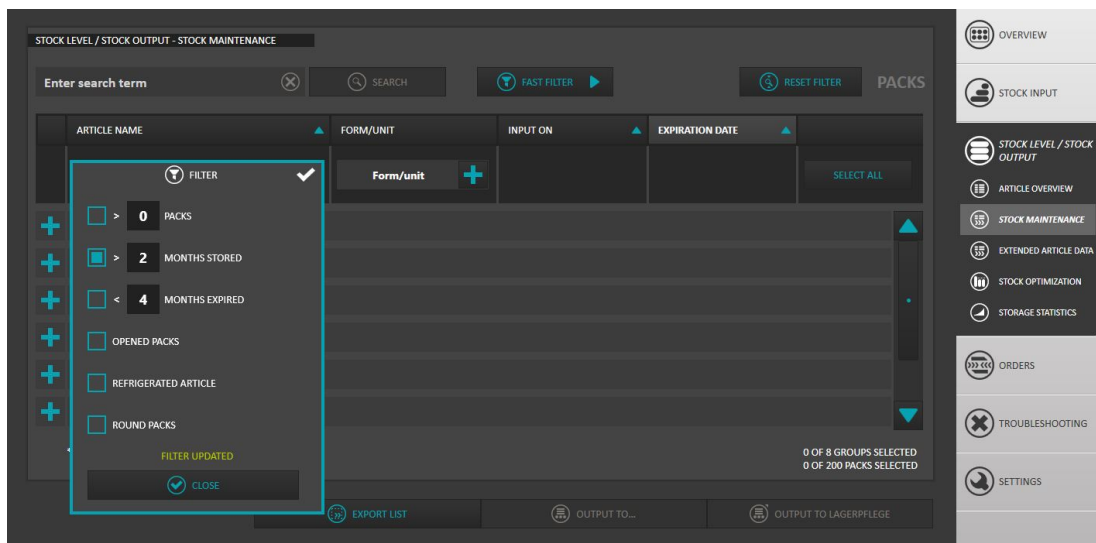 STOCK LEVEL / STOCK OUTPUT - STOCK MAINTENANCE
Enter search term
SEARCH
FAST FILTER
RESET FILTER
PACKS
ARTICLE NAME
FORM/UNIT
INPUT ON
EXPIRATION DATE
Form/unit
SELECT ALL
FILTER
> 0 PACKS
> 2 MONTHS STORED
< 4 MONTHS EXPIRED
OPENED PACKS
REFRIGERATED ARTICLE
ROUND PACKS
FILTER UPDATED
CLOSE
0 OF 8 GROUPS SELECTED
0 OF 200 PACKS SELECTED
EXPORT LIST
OUTPUT TO...
OUTPUT TO LAGERPFLEGE
OVERVIEW
STOCK INPUT
STOCK LEVEL / STOCK
OUTPUT
ARTICLE OVERVIEW
STOCK MAINTENANCE
EXTENDED ARTICLE DATA
STOCK OPTIMIZATION
STORAGE STATISTICS
ORDERS
TROUBLESHOOTING
SETTINGS